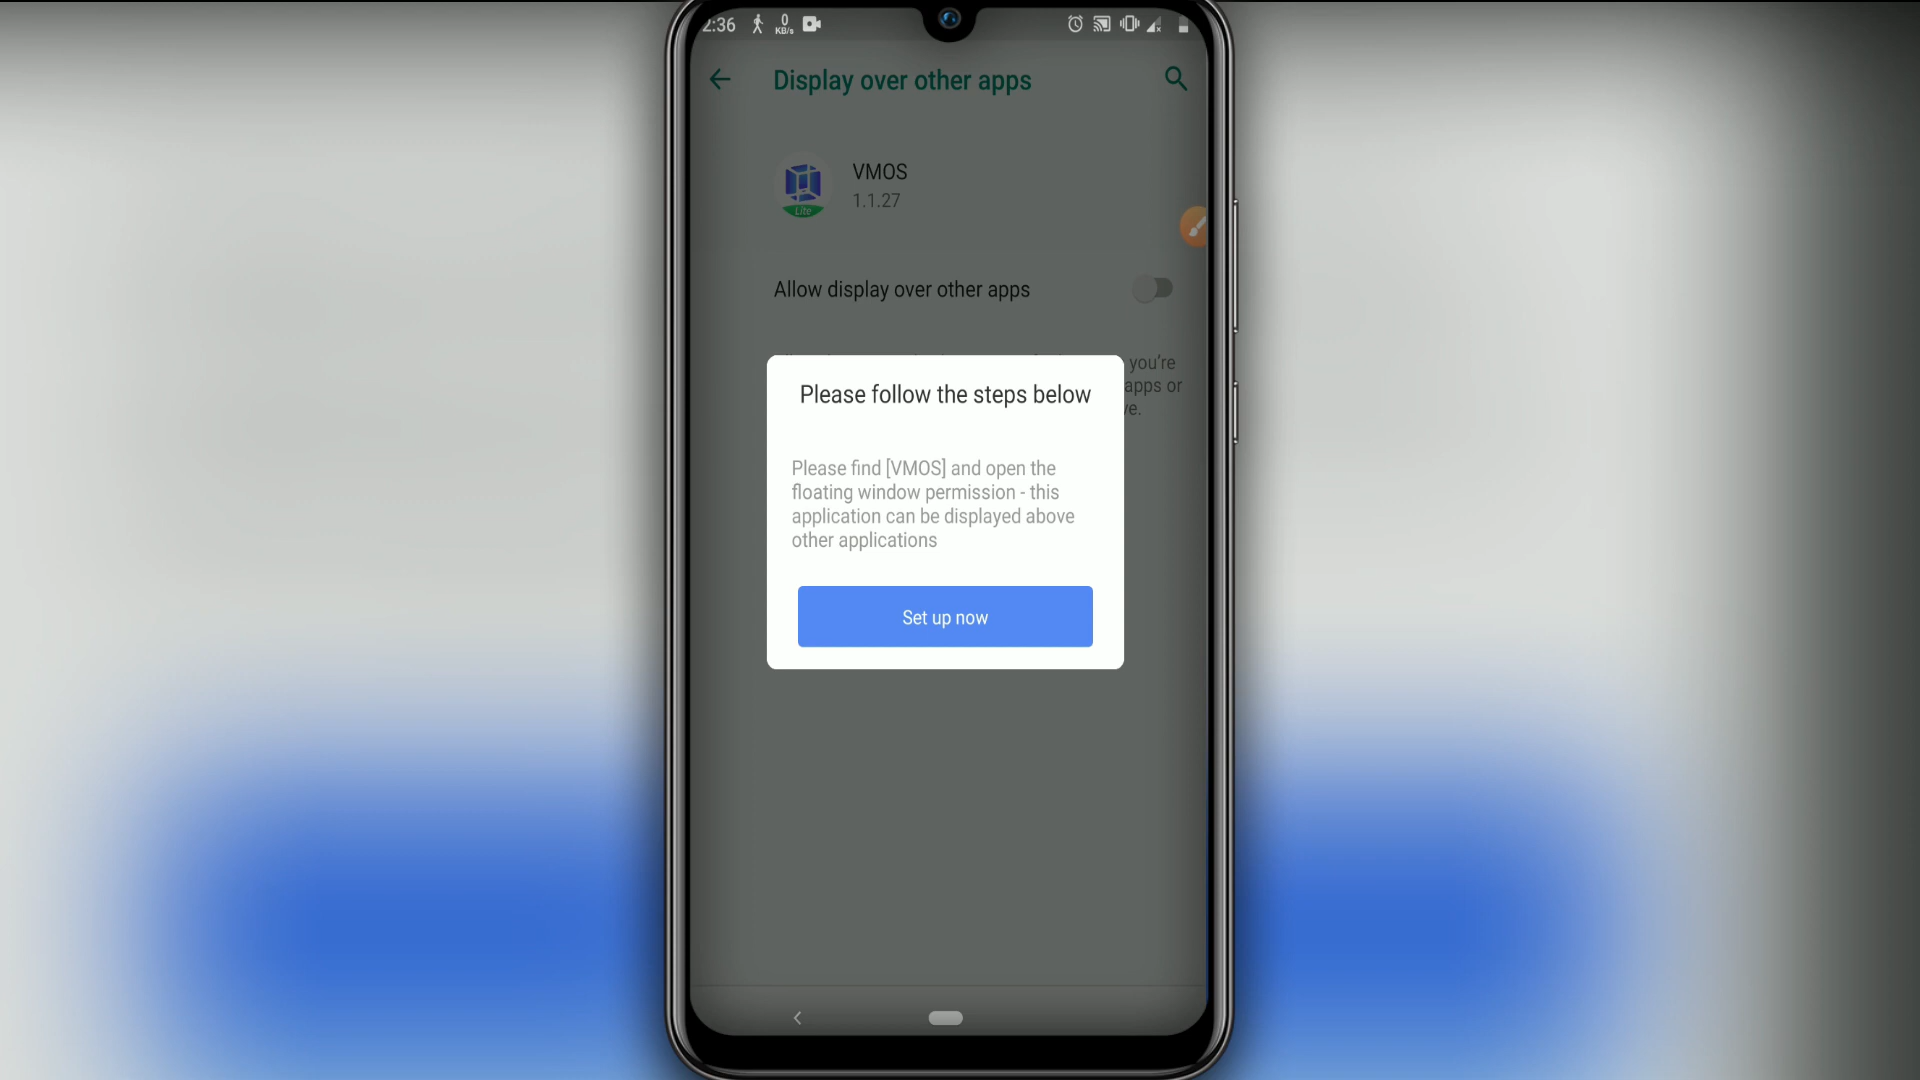 2:36 0 KB/s
Display over other apps
VMOS
1.1.27
Lite
Allow display over other apps
you're
apps or
Please follow the steps below
Please find [VMOS] and open the
floating window permission - this
application can be displayed above
other applications
Set up now